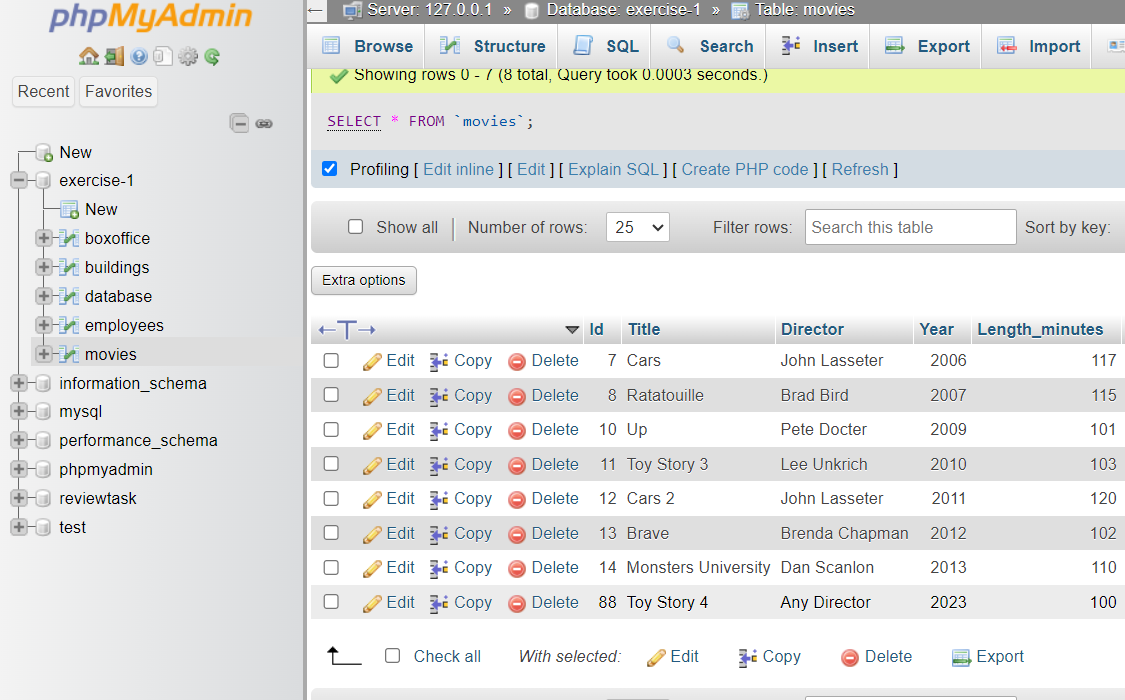 phpMyAdmin
Recent Favorites
New
exercise-1
New
boxoffice
buildings
database
employees
movies
information_schema
mysql
performance_schema
phpmyadmin
reviewtask
test
← Server: 127.0.0.1 » Database: exercise-1 » Table: movies
Browse Structure SQL Search Insert Export Import
Showing rows 0 - 7 (8 total, Query took 0.0003 seconds.)
SELECT * FROM `movies`;
Profiling [ Edit inline ] [ Edit ] [ Explain SQL ] [ Create PHP code ] [ Refresh ]
Show all Number of rows: 25 Filter rows: Search this table Sort by key:
Extra options
←T→ Id Title Director Year Length_minutes
Edit Copy Delete 7 Cars John Lasseter 2006 117
Edit Copy Delete 8 Ratatouille Brad Bird 2007 115
Edit Copy Delete 10 Up Pete Docter 2009 101
Edit Copy Delete 11 Toy Story 3 Lee Unkrich 2010 103
Edit Copy Delete 12 Cars 2 John Lasseter 2011 120
Edit Copy Delete 13 Brave Brenda Chapman 2012 102
Edit Copy Delete 14 Monsters University Dan Scanlon 2013 110
Edit Copy Delete 88 Toy Story 4 Any Director 2023 100
Check all With selected: Edit Copy Delete Export